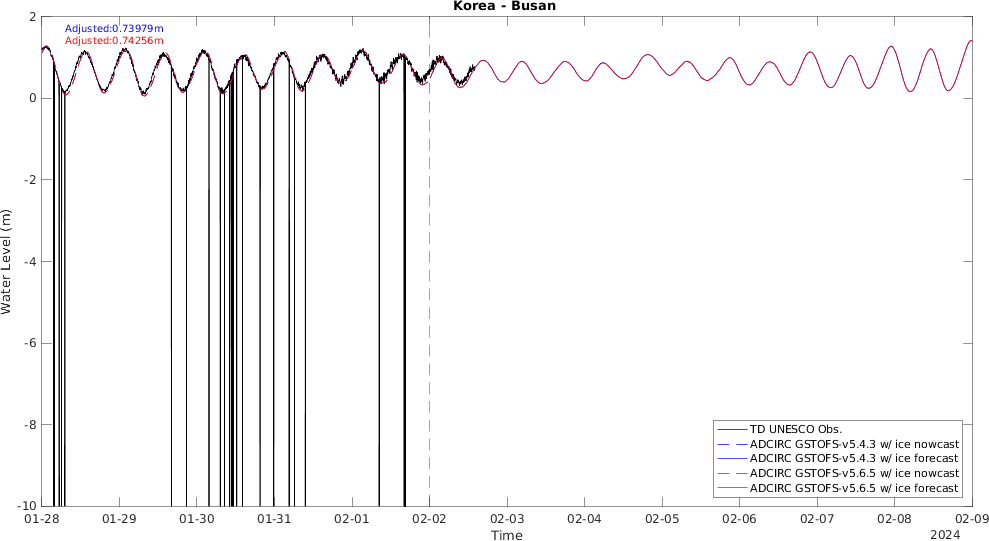 Korea - Busan
Adjusted:0.73979m
Adjusted:0.74256m
Water Level (m)
2
0
-2
-4
-6
-8
-10
TD UNESCO Obs.
ADCIRC GSTOFS-v5.4.3 w/ ice nowcast
ADCIRC GSTOFS-v5.4.3 w/ ice forecast
ADCIRC GSTOFS-v5.6.5 w/ ice nowcast
ADCIRC GSTOFS-v5.6.5 w/ ice forecast
01-28 01-29 01-30 01-31 02-01 02-02 02-03 02-04 02-05 02-06 02-07 02-08 02-09
Time
2024